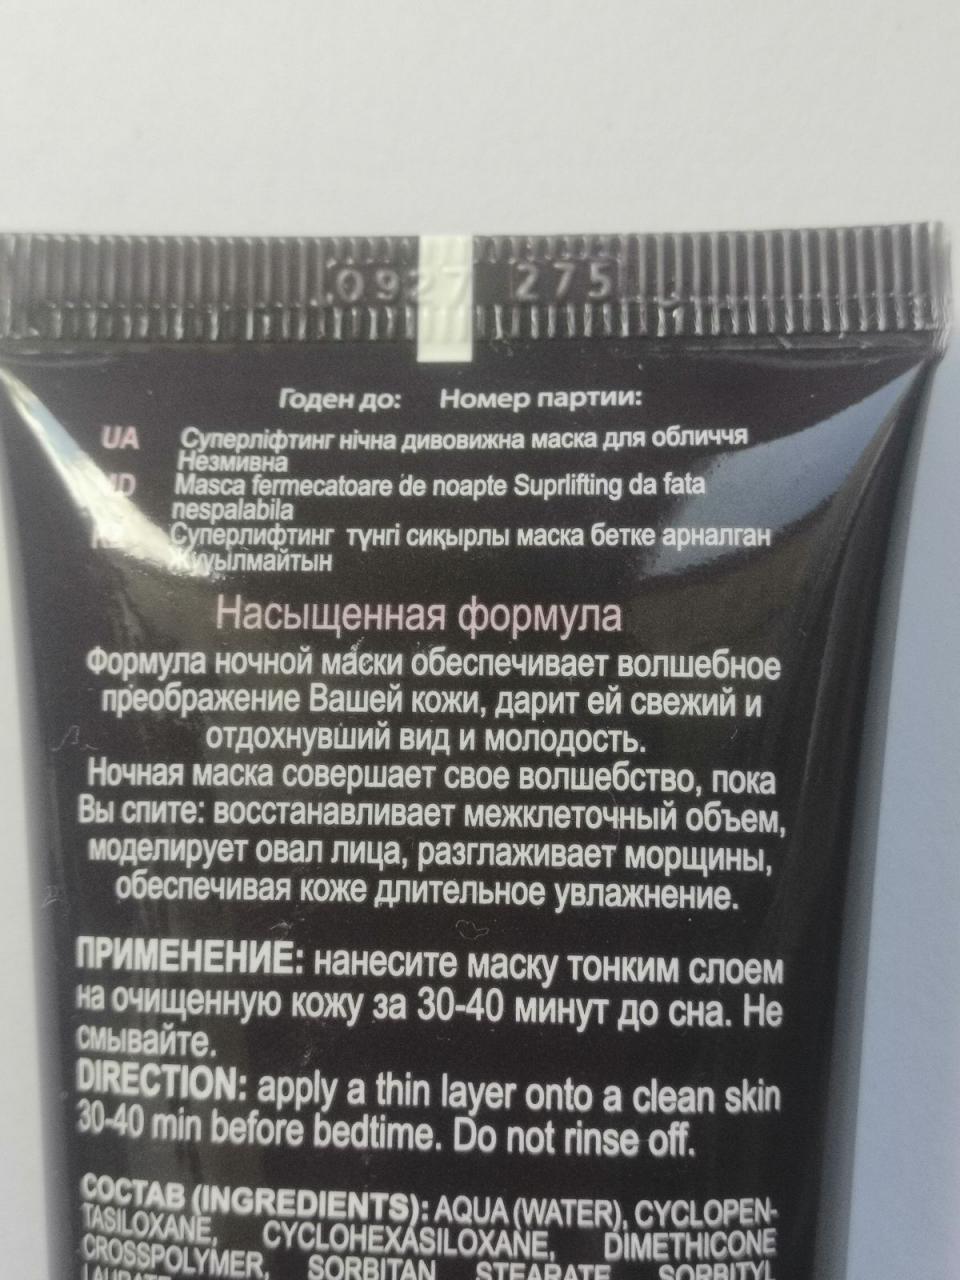 0927 275
Годен до: Номер партии:
UA Суперліфтинг нічна дивовижна маска для обличчя
Незмивна
MD Masca fermecatoare de noapte Suprlifting da fata
nespalabila
Суперлифтинг түнгі сиқырлы маска бетке арналган
Жууылмайтын
Насыщенная формула
Формула ночной маски обеспечивает волшебное
преображение Вашей кожи, дарит ей свежий и
отдохнувший вид и молодость.
Ночная маска совершает свое волшебство, пока
Вы спите: восстанавливает межклеточный объем,
моделирует овал лица, разглаживает морщины,
обеспечивая коже длительное увлажнение.
ПРИМЕНЕНИЕ: нанесите маску тонким слоем
на очищенную кожу за 30-40 минут до сна. Не
смывайте.
DIRECTION: apply a thin layer onto a clean skin
30-40 min before bedtime. Do not rinse off.
СОСТАВ (INGREDIENTS): AQUA (WATER), CYCLOPEN-
TASILOXANE, CYCLOHEXASILOXANE, DIMETHICONE
CROSSPOLYMER, SORBITAN STEARATE, SORBITYL
LAURATE